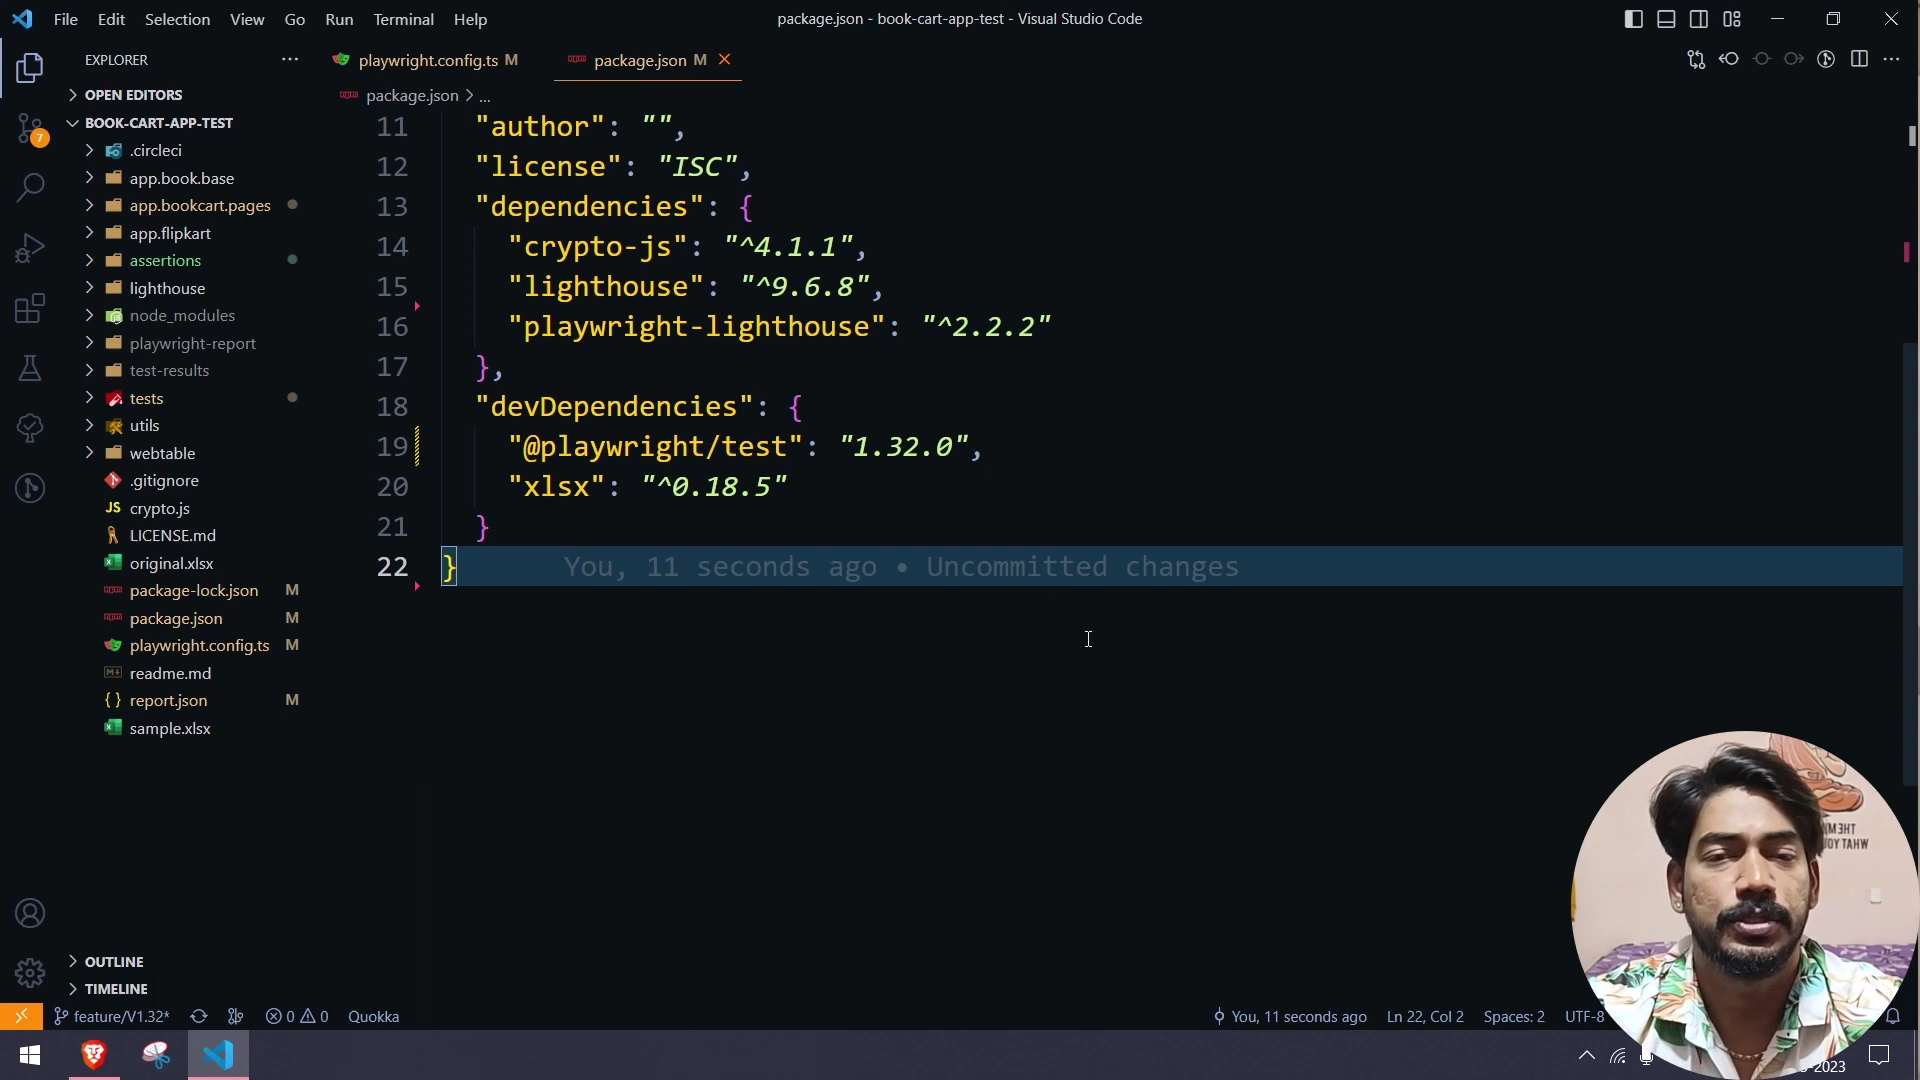 File Edit Selection View Go Run Terminal Help
package.json - book-cart-app-test - Visual Studio Code
EXPLORER
OPEN EDITORS
BOOK-CART-APP-TEST
.circleci
app.book.base
app.bookcart.pages
app.flipkart
assertions
lighthouse
node_modules
playwright-report
test-results
tests
utils
webtable
.gitignore
JS crypto.js
LICENSE.md
original.xlsx
package-lock.json M
package.json M
playwright.config.ts M
readme.md
{} report.json M
sample.xlsx
OUTLINE
TIMELINE
7
playwright.config.ts M
package.json M
package.json > ...
11 "author": "",
12 "license": "ISC",
13 "dependencies": {
14 "crypto-js": "^4.1.1",
15 "lighthouse": "^9.6.8",
16 "playwright-lighthouse": "^2.2.2"
17 },
18 "devDependencies": {
19 "@playwright/test": "1.32.0",
20 "xlsx": "^0.18.5"
21 }
22 } You, 11 seconds ago • Uncommitted changes
feature/V1.32* 0 0 Quokka
You, 11 seconds ago Ln 22, Col 2 Spaces: 2 UTF-8
-2023